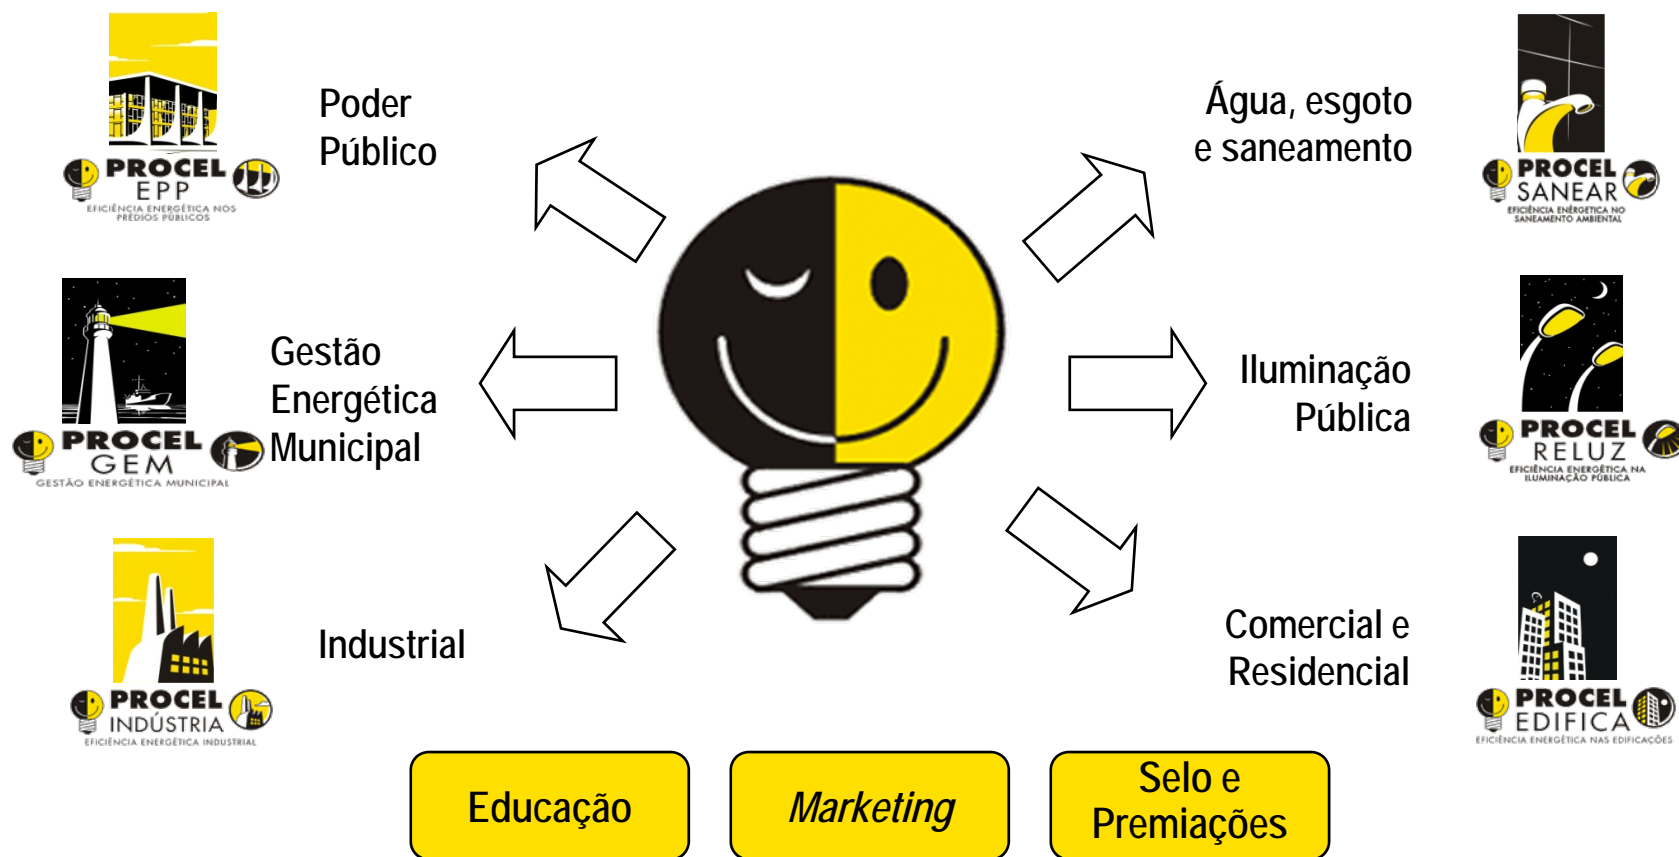 Poder
Público
PROCEL
EPP
EFICIÊNCIA ENERGÉTICA NOS
PRÉDIOS PÚBLICOS
Gestão
Energética
Municipal
PROCEL
GEM
GESTÃO ENERGÉTICA MUNICIPAL
Industrial
PROCEL
INDÚSTRIA
EFICIÊNCIA ENERGÉTICA INDUSTRIAL
Água, esgoto
e saneamento
PROCEL
SANEAR
EFICIÊNCIA ENÉRGETICA NO
SANEAMENTO AMBIENTAL
Iluminação
Pública
PROCEL
RELUZ
EFICIÊNCIA ENERGÉTICA NA
ILUMINAÇÃO PÚBLICA
Comercial e
Residencial
PROCEL
EDIFICA
EFICIÊNCIA ENERGÉTICA NAS EDIFICAÇÕES
Educação
Marketing
Selo e
Premiações